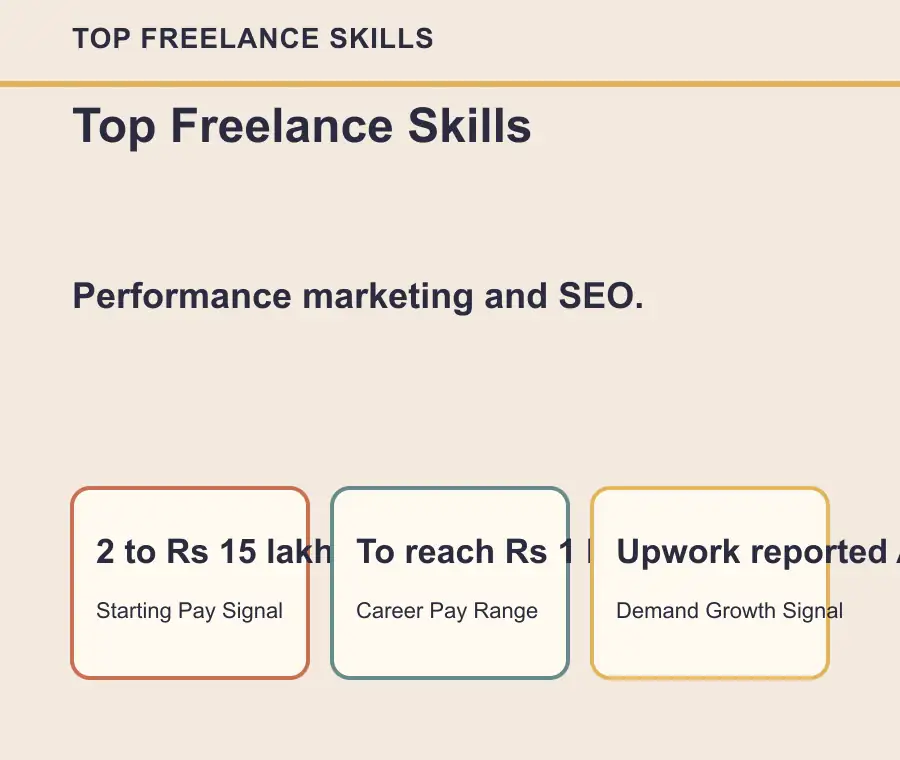 TOP FREELANCE SKILLS
Top Freelance Skills
Performance marketing and SEO.
2 to Rs 15 lakh
To reach Rs 1
Upwork reported
Starting Pay Signal
Career Pay Range
Demand Growth Signal